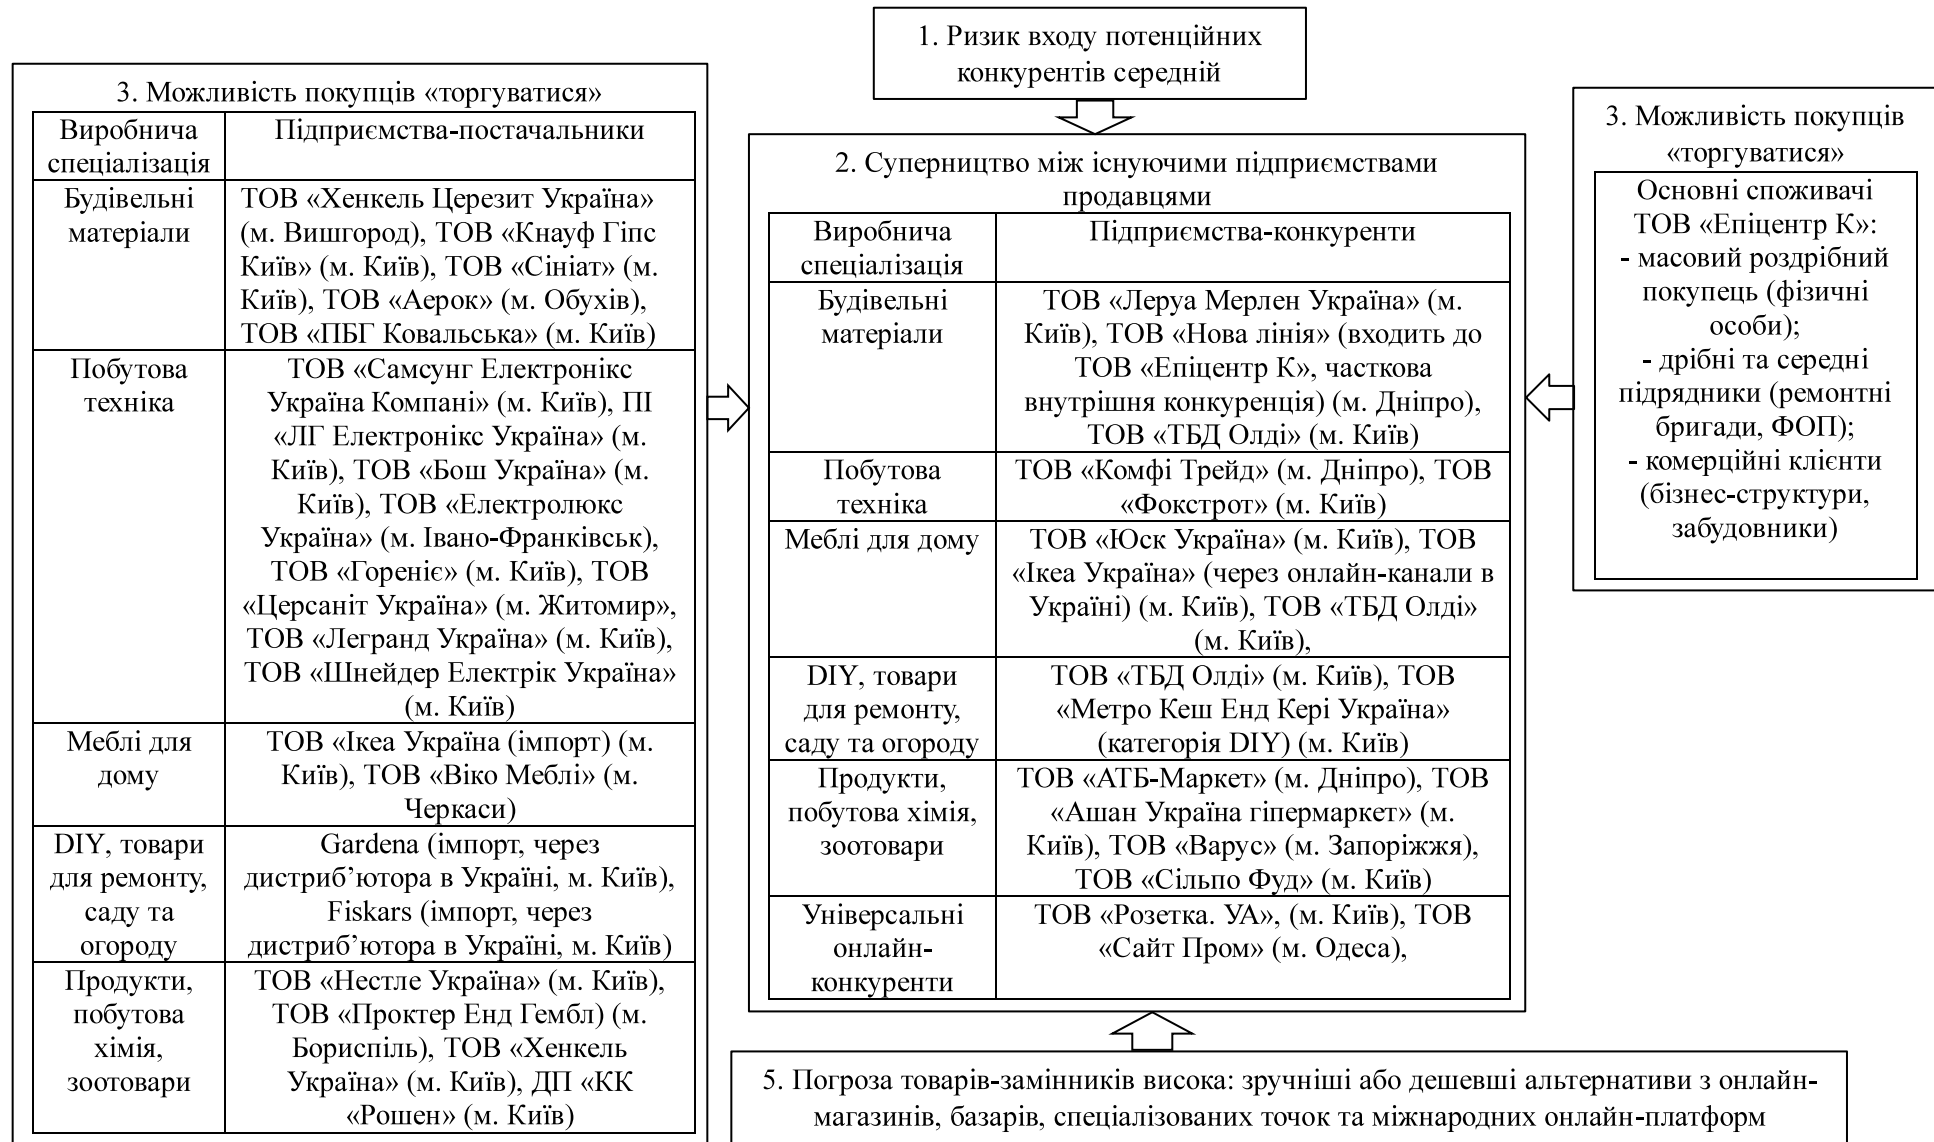 1. Ризик входу потенційних
конкурентів середній
3. Можливість покупців «торгуватися»
Виробнича
спеціалізація
Підприємства-постачальники
Будівельні
матеріали
ТОВ «Хенкель Церезит Україна»
(м. Вишгород), ТОВ «Кнауф Гіпс
Київ» (м. Київ), ТОВ «Сініат» (м.
Київ), ТОВ «Аерок» (м. Обухів),
ТОВ «ПБГ Ковальська» (м. Київ)
Побутова
техніка
ТОВ «Самсунг Електронікс
Україна Компані» (м. Київ), ПІ
«ЛГ Електронікс Україна» (м.
Київ), ТОВ «Бош Україна» (м.
Київ), ТОВ «Електролюкс
Україна» (м. Івано-Франківськ),
ТОВ «Гореніє» (м. Київ), ТОВ
«Церсаніт Україна» (м. Житомир»,
ТОВ «Легранд Україна» (м. Київ),
ТОВ «Шнейдер Електрік Україна»
(м. Київ)
Меблі для
дому
ТОВ «Ікеа Україна (імпорт) (м.
Київ), ТОВ «Віко Меблі» (м.
Черкаси)
DIY, товари
для ремонту,
саду та
огороду
Gardena (імпорт, через
дистриб’ютора в Україні, м. Київ),
Fiskars (імпорт, через
дистриб’ютора в Україні, м. Київ)
Продукти,
побутова
хімія,
зоотовари
ТОВ «Нестле Україна» (м. Київ),
ТОВ «Проктер Енд Гембл) (м.
Бориспіль), ТОВ «Хенкель
Україна» (м. Київ), ДП «КК
«Рошен» (м. Київ)
2. Суперництво між існуючими підприємствами
продавцями
Виробнича
спеціалізація
Підприємства-конкуренти
Будівельні
матеріали
ТОВ «Леруа Мерлен Україна» (м.
Київ), ТОВ «Нова лінія» (входить до
ТОВ «Епіцентр К», часткова
внутрішня конкуренція) (м. Дніпро),
ТОВ «ТБД Олді» (м. Київ)
Побутова
техніка
ТОВ «Комфі Трейд» (м. Дніпро), ТОВ
«Фокстрот» (м. Київ)
Меблі для дому
ТОВ «Юск Україна» (м. Київ), ТОВ
«Ікеа Україна» (через онлайн-канали в
Україні) (м. Київ), ТОВ «ТБД Олді»
(м. Київ),
DIY, товари
для ремонту,
саду та огороду
ТОВ «ТБД Олді» (м. Київ), ТОВ
«Метро Кеш Енд Кері Україна»
(категорія DIY) (м. Київ)
Продукти,
побутова хімія,
зоотовари
ТОВ «АТБ-Маркет» (м. Дніпро), ТОВ
«Ашан Україна гіпермаркет» (м.
Київ), ТОВ «Варус» (м. Запоріжжя),
ТОВ «Сільпо Фуд» (м. Київ)
Універсальні
онлайн-
конкуренти
ТОВ «Розетка. УА», (м. Київ), ТОВ
«Сайт Пром» (м. Одеса),
3. Можливість покупців
«торгуватися»
Основні споживачі
ТОВ «Епіцентр К»:
- масовий роздрібний
покупець (фізичні
особи);
- дрібні та середні
підрядники (ремонтні
бригади, ФОП);
- комерційні клієнти
(бізнес-структури,
забудовники)
5. Погроза товарів-замінників висока: зручніші або дешевші альтернативи з онлайн-
магазинів, базарів, спеціалізованих точок та міжнародних онлайн-платформ